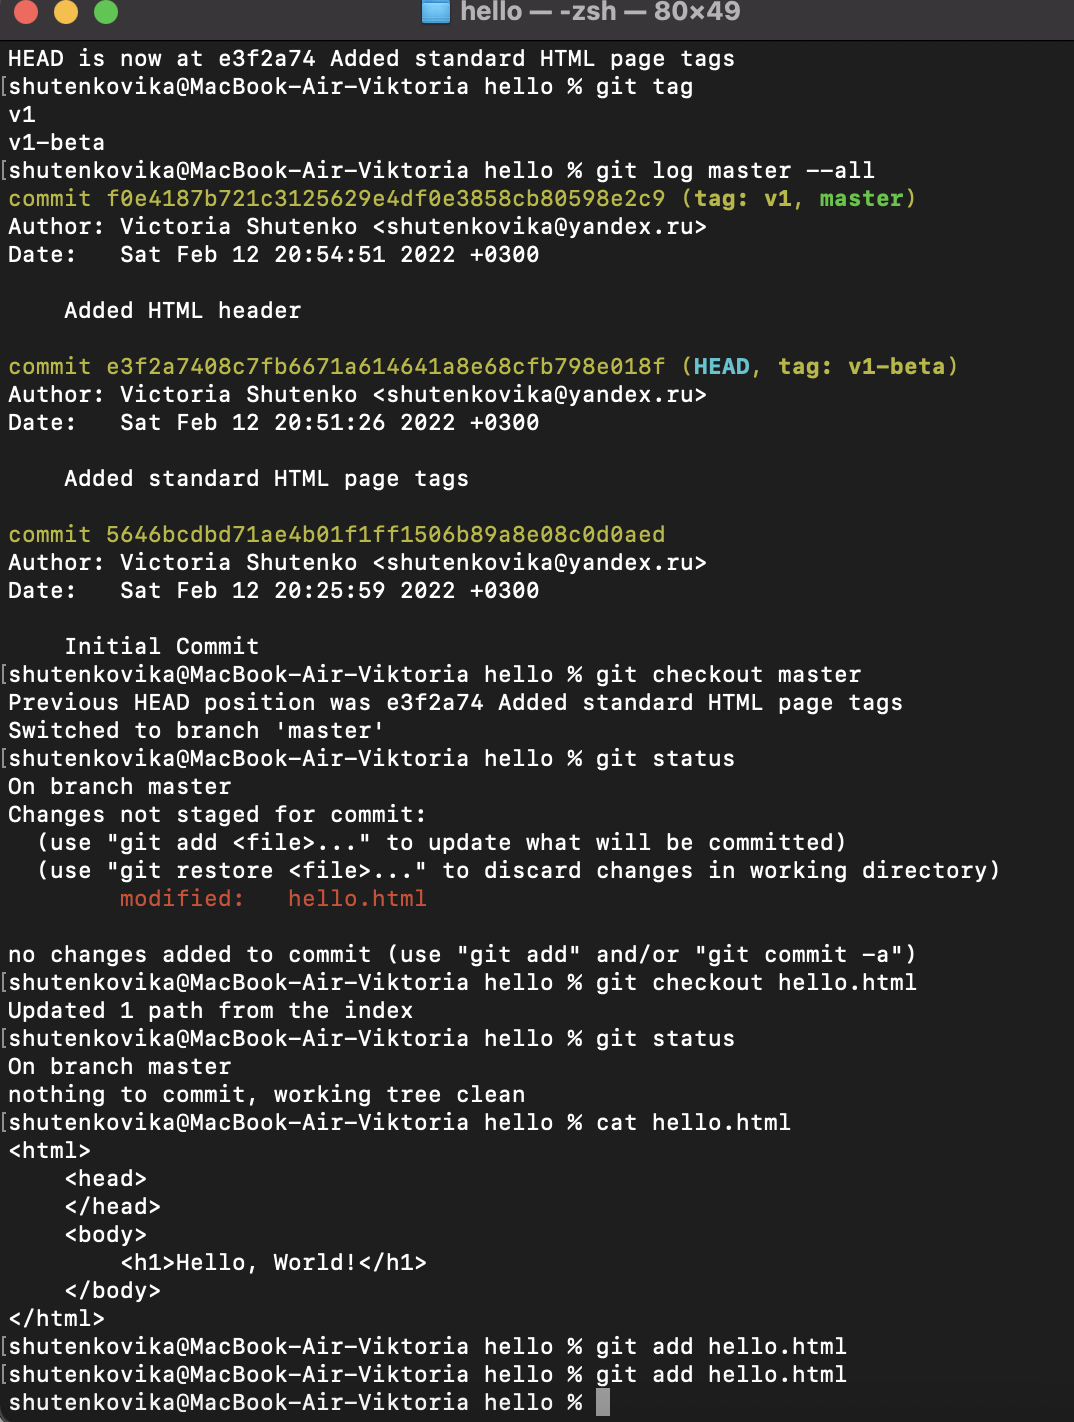 hello — -zsh — 80×49
HEAD is now at e3f2a74 Added standard HTML page tags
[shutenkovika@MacBook-Air-Viktoria hello % git tag
v1
v1-beta
[shutenkovika@MacBook-Air-Viktoria hello % git log master --all
commit f0e4187b721c3125629e4df0e3858cb80598e2c9 (tag: v1, master)
Author: Victoria Shutenko <shutenkovika@yandex.ru>
Date:   Sat Feb 12 20:54:51 2022 +0300

    Added HTML header

commit e3f2a7408c7fb6671a614641a8e68cfb798e018f (HEAD, tag: v1-beta)
Author: Victoria Shutenko <shutenkovika@yandex.ru>
Date:   Sat Feb 12 20:51:26 2022 +0300

    Added standard HTML page tags

commit 5646bcdbd71ae4b01f1ff1506b89a8e08c0d0aed
Author: Victoria Shutenko <shutenkovika@yandex.ru>
Date:   Sat Feb 12 20:25:59 2022 +0300

    Initial Commit
[shutenkovika@MacBook-Air-Viktoria hello % git checkout master
Previous HEAD position was e3f2a74 Added standard HTML page tags
Switched to branch 'master'
[shutenkovika@MacBook-Air-Viktoria hello % git status
On branch master
Changes not staged for commit:
  (use "git add <file>..." to update what will be committed)
  (use "git restore <file>..." to discard changes in working directory)
        modified:   hello.html

no changes added to commit (use "git add" and/or "git commit -a")
[shutenkovika@MacBook-Air-Viktoria hello % git checkout hello.html
Updated 1 path from the index
[shutenkovika@MacBook-Air-Viktoria hello % git status
On branch master
nothing to commit, working tree clean
[shutenkovika@MacBook-Air-Viktoria hello % cat hello.html
<html>
    <head>
    </head>
    <body>
        <h1>Hello, World!</h1>
    </body>
</html>
[shutenkovika@MacBook-Air-Viktoria hello % git add hello.html
[shutenkovika@MacBook-Air-Viktoria hello % git add hello.html
shutenkovika@MacBook-Air-Viktoria hello %